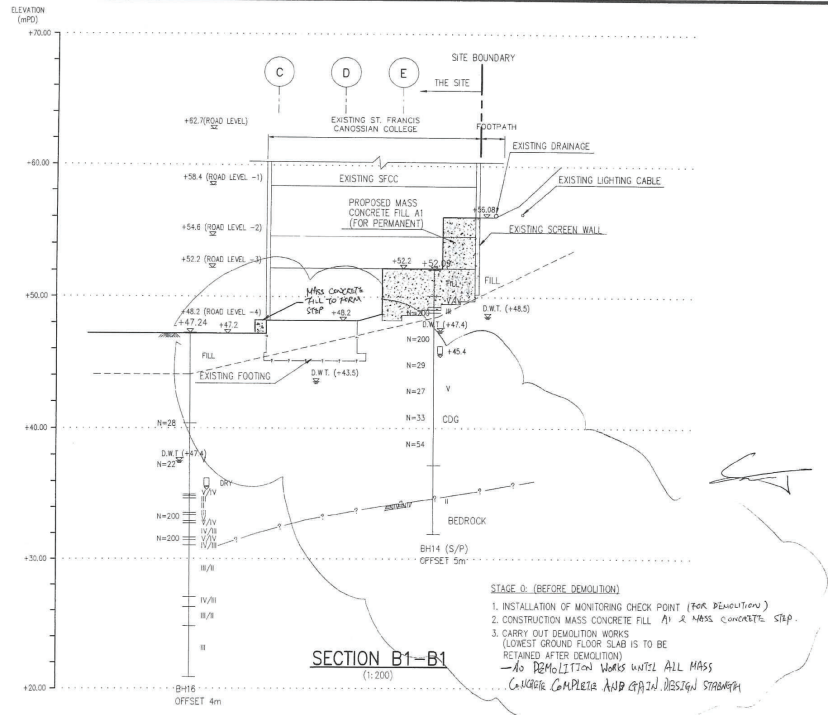 ELEVATION
(mPD)
+70.00
+60.00
+50.00
+40.00
+30.00
+20.00
C
D
E
SITE BOUNDARY
THE SITE
+62.7(ROAD LEVEL)
EXISTING ST. FRANCIS
CANOSSIAN COLLEGE
FOOTPATH
EXISTING DRAINAGE
+58.4 (ROAD LEVEL -1)
EXISTING SFCC
EXISTING LIGHTING CABLE
PROPOSED MASS
CONCRETE FILL A1
(FOR PERMANENT)
+56.08
EXISTING SCREEN WALL
+54.6 (ROAD LEVEL -2)
+52.2 (ROAD LEVEL -3)
+52.2
+52.09
FILL
FILL
MASS CONCRETE
FILL TO FORM
STEP
+48.2 (ROAD LEVEL -4)
+47.24
+47.2
+48.2
III
N=200
D.W.T. (+48.5)
D.W.T. (+47.4)
N=200
+45.4
FILL
EXISTING FOOTING
D.W.T. (+43.5)
N=29
N=27
V
N=33
CDG
N=54
N=28
D.W.T (+47.4)
N=22
DRY
V/IV
III
II
III
N=200
V/IV
IV/III
N=200
IV/III
III/II
IV/III
III/II
III
II
BEDROCK
BH14 (S/P)
OFFSET 5m
STAGE 0: (BEFORE DEMOLITION)
1. INSTALLATION OF MONITORING CHECK POINT (FOR DEMOLITION)
2. CONSTRUCTION MASS CONCRETE FILL A1 & MASS CONCRETE STEP.
3. CARRY OUT DEMOLITION WORKS
(LOWEST GROUND FLOOR SLAB IS TO BE
RETAINED AFTER DEMOLITION)
- NO DEMOLITION WORKS UNTIL ALL MASS
CONCRETE COMPLETE AND GAIN DESIGN STRENGTH
SECTION B1-B1
(1:200)
BH16
OFFSET 4m